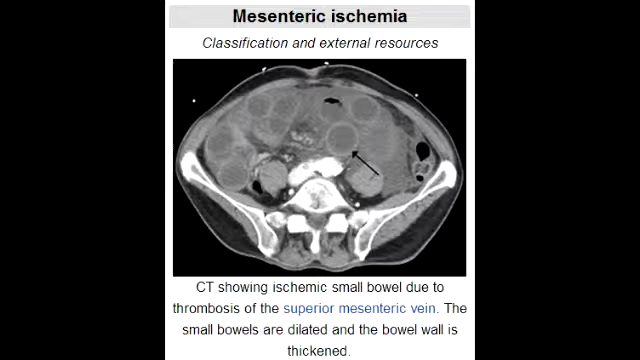 Mesenteric ischemia
Classification and external resources
CT showing ischemic small bowel due to
thrombosis of the superior mesenteric vein. The
small bowels are dilated and the bowel wall is
thickened.